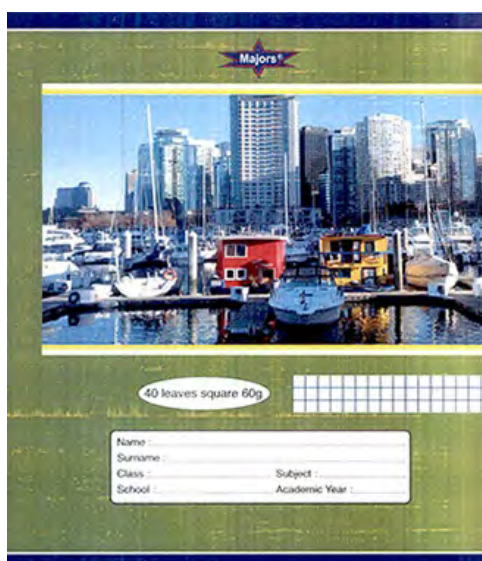 Majors®
40 leaves square 60g
Name :
Surname :
Class : Subject :
School : Academic Year :